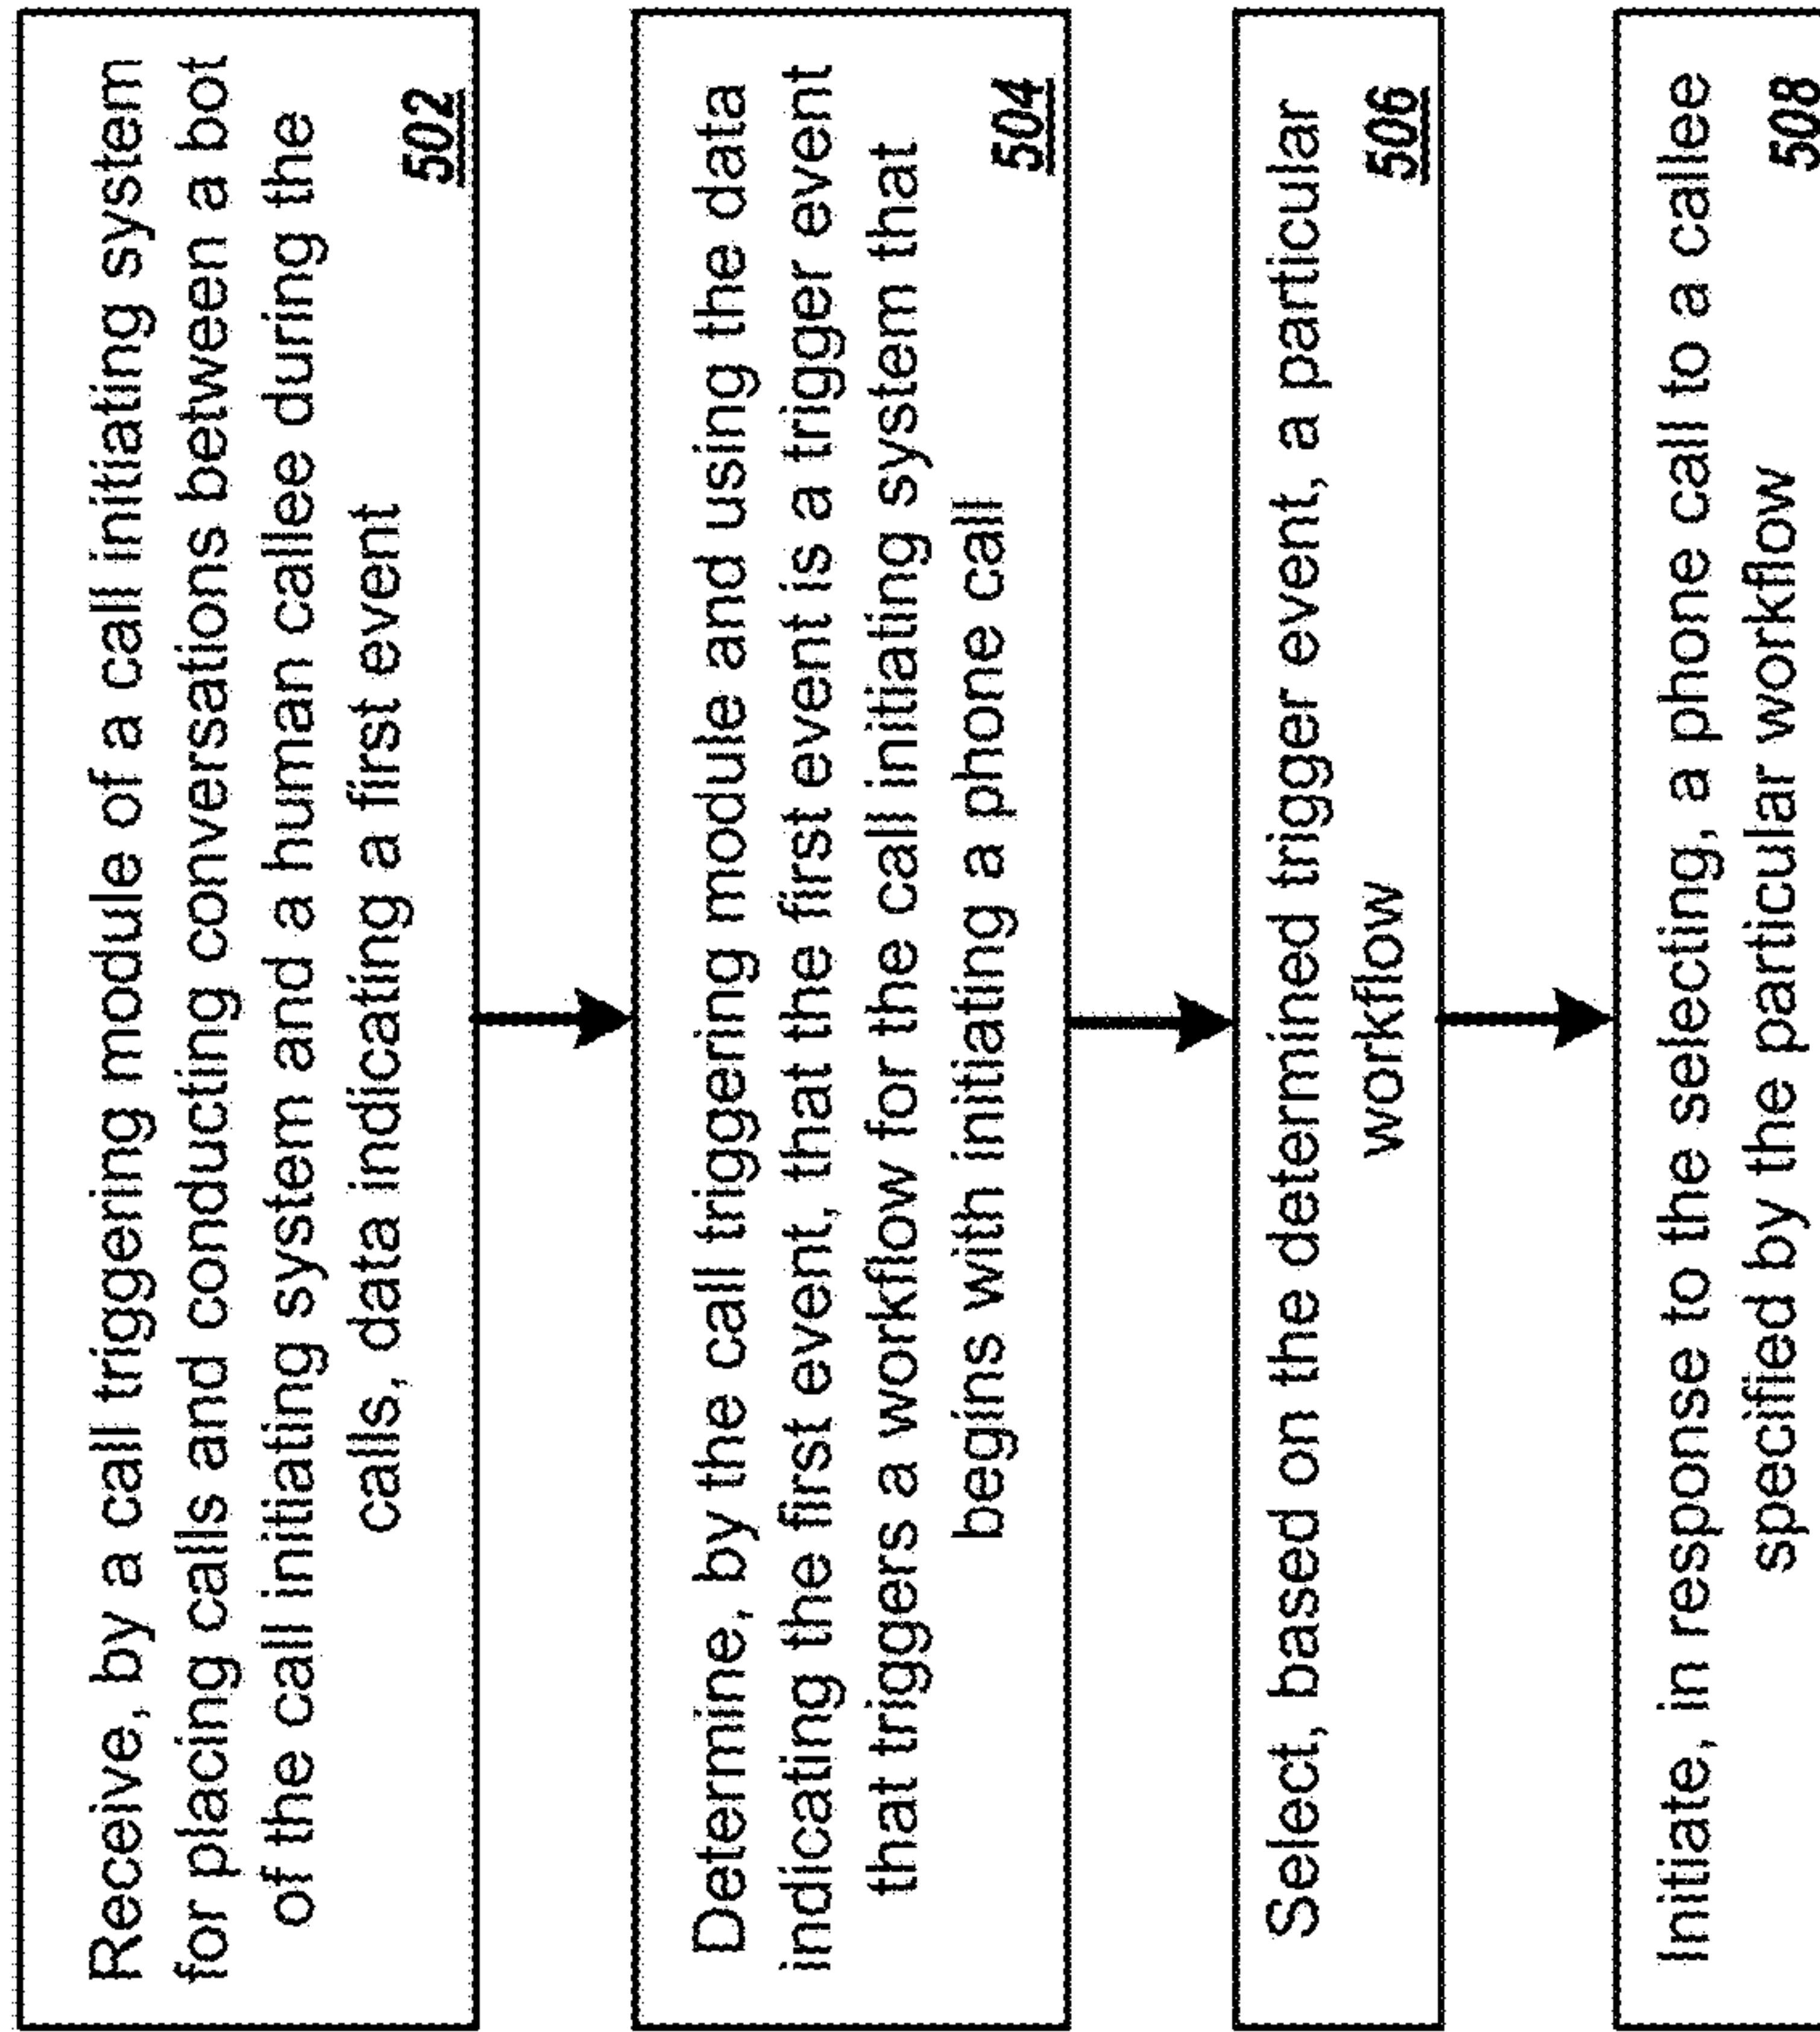 Receive, by a call triggering module of a call initiating system
for placing calls and conducting conversations between a bot
of the call initiating system and a human callee during the
calls, data indicating a first event
502
Determine, by the call triggering module and using the data
indicating the first event, that the first event is a trigger event
that triggers a workflow for the call initiating system that
begins with initiating a phone call
504
Select, based on the determined trigger event, a particular
workflow
506
Initiate, in response to the selecting, a phone call to a callee
specified by the particular workflow
508